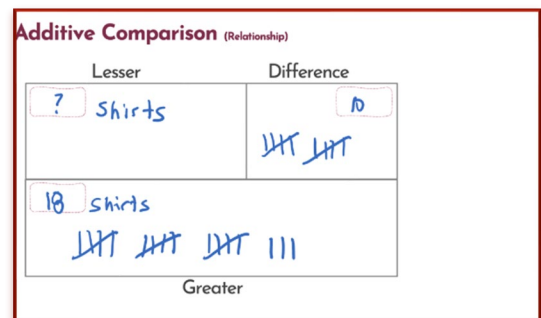 Additive Comparison (Relationship)
Lesser Difference
? Shirts 10
18 Shirts
Greater